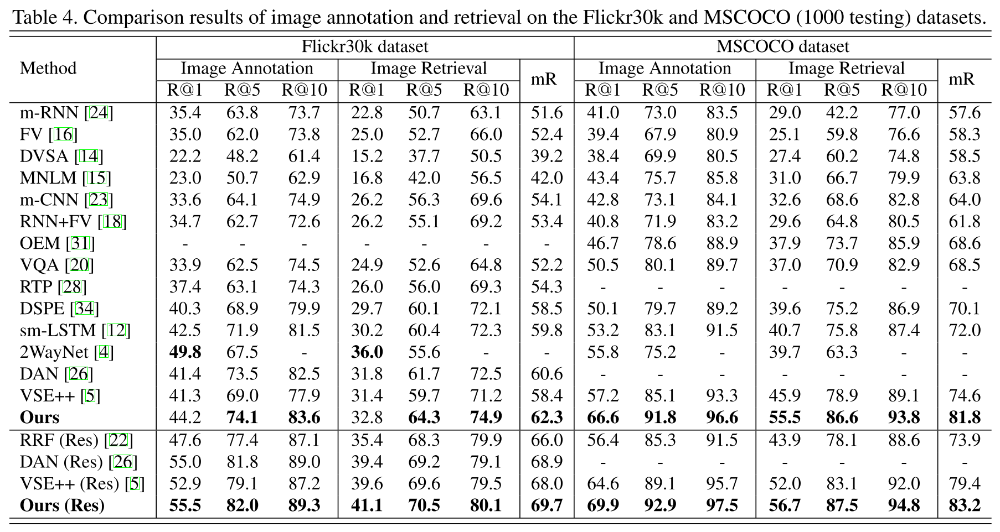 Table 4. Comparison results of image annotation and retrieval on the Flickr30k and MSCOCO (1000 testing) datasets.
Method Flickr30k dataset MSCOCO dataset
Image Annotation Image Retrieval mR Image Annotation Image Retrieval mR
R@1 R@5 R@10 R@1 R@5 R@10 R@1 R@5 R@10 R@1 R@5 R@10
m-RNN [24] 35.4 63.8 73.7 22.8 50.7 63.1 51.6 41.0 73.0 83.5 29.0 42.2 77.0 57.6
FV [16] 35.0 62.0 73.8 25.0 52.7 66.0 52.4 39.4 67.9 80.9 25.1 59.8 76.6 58.3
DVSA [14] 22.2 48.2 61.4 15.2 37.7 50.5 39.2 38.4 69.9 80.5 27.4 60.2 74.8 58.5
MNLM [15] 23.0 50.7 62.9 16.8 42.0 56.5 42.0 43.4 75.7 85.8 31.0 66.7 79.9 63.8
m-CNN [23] 33.6 64.1 74.9 26.2 56.3 69.6 54.1 42.8 73.1 84.1 32.6 68.6 82.8 64.0
RNN+FV [18] 34.7 62.7 72.6 26.2 55.1 69.2 53.4 40.8 71.9 83.2 29.6 64.8 80.5 61.8
OEM [31] - - - - - - - 46.7 78.6 88.9 37.9 73.7 85.9 68.6
VQA [20] 33.9 62.5 74.5 24.9 52.6 64.8 52.2 50.5 80.1 89.7 37.0 70.9 82.9 68.5
RTP [28] 37.4 63.1 74.3 26.0 56.0 69.3 54.3 - - - - - - -
DSPE [34] 40.3 68.9 79.9 29.7 60.1 72.1 58.5 50.1 79.7 89.2 39.6 75.2 86.9 70.1
sm-LSTM [12] 42.5 71.9 81.5 30.2 60.4 72.3 59.8 53.2 83.1 91.5 40.7 75.8 87.4 72.0
2WayNet [4] 49.8 67.5 - 36.0 55.6 - - 55.8 75.2 - 39.7 63.3 - -
DAN [26] 41.4 73.5 82.5 31.8 61.7 72.5 60.6 - - - - - - -
VSE++ [5] 41.3 69.0 77.9 31.4 59.7 71.2 58.4 57.2 85.1 93.3 45.9 78.9 89.1 74.6
Ours 44.2 74.1 83.6 32.8 64.3 74.9 62.3 66.6 91.8 96.6 55.5 86.6 93.8 81.8
RRF (Res) [22] 47.6 77.4 87.1 35.4 68.3 79.9 66.0 56.4 85.3 91.5 43.9 78.1 88.6 73.9
DAN (Res) [26] 55.0 81.8 89.0 39.4 69.2 79.1 68.9 - - - - - - -
VSE++ (Res) [5] 52.9 79.1 87.2 39.6 69.6 79.5 68.0 64.6 89.1 95.7 52.0 83.1 92.0 79.4
Ours (Res) 55.5 82.0 89.3 41.1 70.5 80.1 69.7 69.9 92.9 97.5 56.7 87.5 94.8 83.2